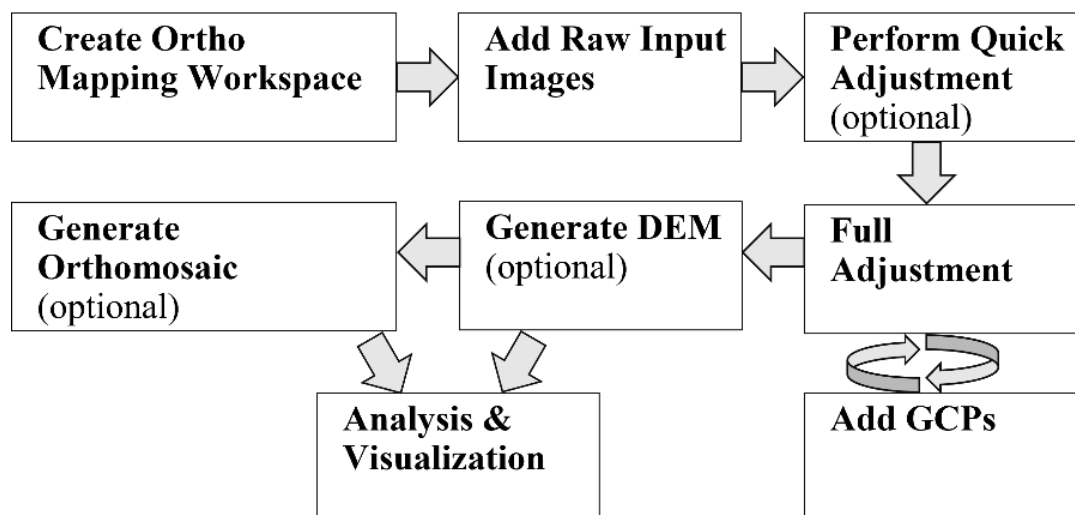 Create Ortho
Mapping Workspace
Add Raw Input
Images
Perform Quick
Adjustment
(optional)
Generate
Orthomosaic
(optional)
Generate DEM
(optional)
Full
Adjustment
Analysis &
Visualization
Add GCPs